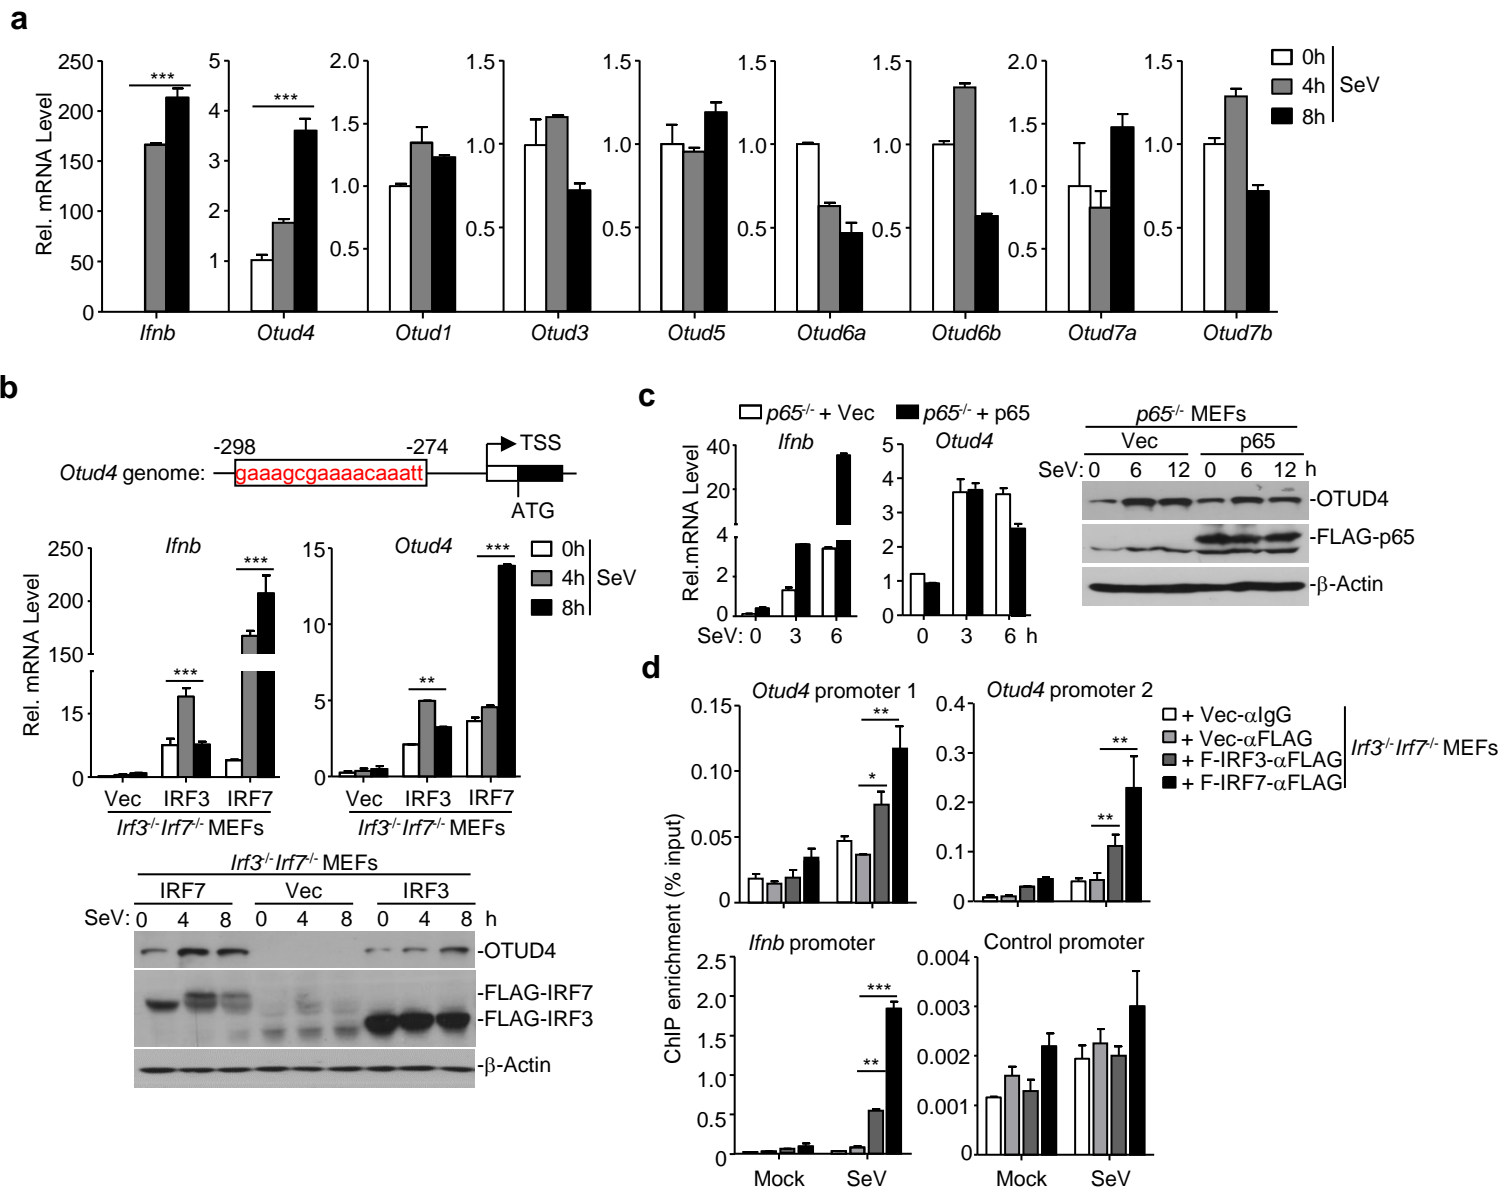 a
Rel. mRNA Level
250
200
150
100
50
0
***
Ifnb
5
4
3
2
1
***
Otud4
2.0
1.5
1.0
0.5
Otud1
1.5
1.0
0.5
Otud3
1.5
1.0
0.5
Otud5
1.5
1.0
0.5
Otud6a
1.5
1.0
0.5
Otud6b
2.0
1.5
1.0
0.5
Otud7a
1.5
1.0
0.5
Otud7b
0h
4h
8h
SeV
b
-298 -274
Otud4 genome: gaaagcgaaaacaaatt
TSS
ATG
Rel. mRNA Level
Ifnb
250
200
150
15
0
***
***
Vec IRF3 IRF7
Irf3-/-Irf7-/- MEFs
Otud4
15
10
5
0
**
***
Vec IRF3 IRF7
Irf3-/-Irf7-/- MEFs
0h
4h
8h
SeV
Irf3-/-Irf7-/- MEFs
IRF7 Vec IRF3
SeV: 0 4 8 0 4 8 0 4 8 h
-OTUD4
-FLAG-IRF7
-FLAG-IRF3
-β-Actin
c
p65-/- + Vec p65-/- + p65
Rel.mRNA Level
Ifnb
40
20
4
2
0
SeV: 0 3 6
Otud4
5
4
3
2
1
0
0 3 6 h
p65-/- MEFs
Vec p65
SeV: 0 6 12 0 6 12 h
-OTUD4
-FLAG-p65
-β-Actin
d
ChIP enrichment (% input)
Otud4 promoter 1
0.15
0.10
0.05
0
*
**
Otud4 promoter 2
0.4
0.3
0.2
0.1
0
**
**
+ Vec-αIgG
+ Vec-αFLAG
+ F-IRF3-αFLAG
+ F-IRF7-αFLAG
Irf3-/-Irf7-/- MEFs
Ifnb promoter
2.5
2.0
1.5
1.0
0.5
0
**
***
Mock SeV
Control promoter
0.004
0.003
0.002
0.001
0
Mock SeV